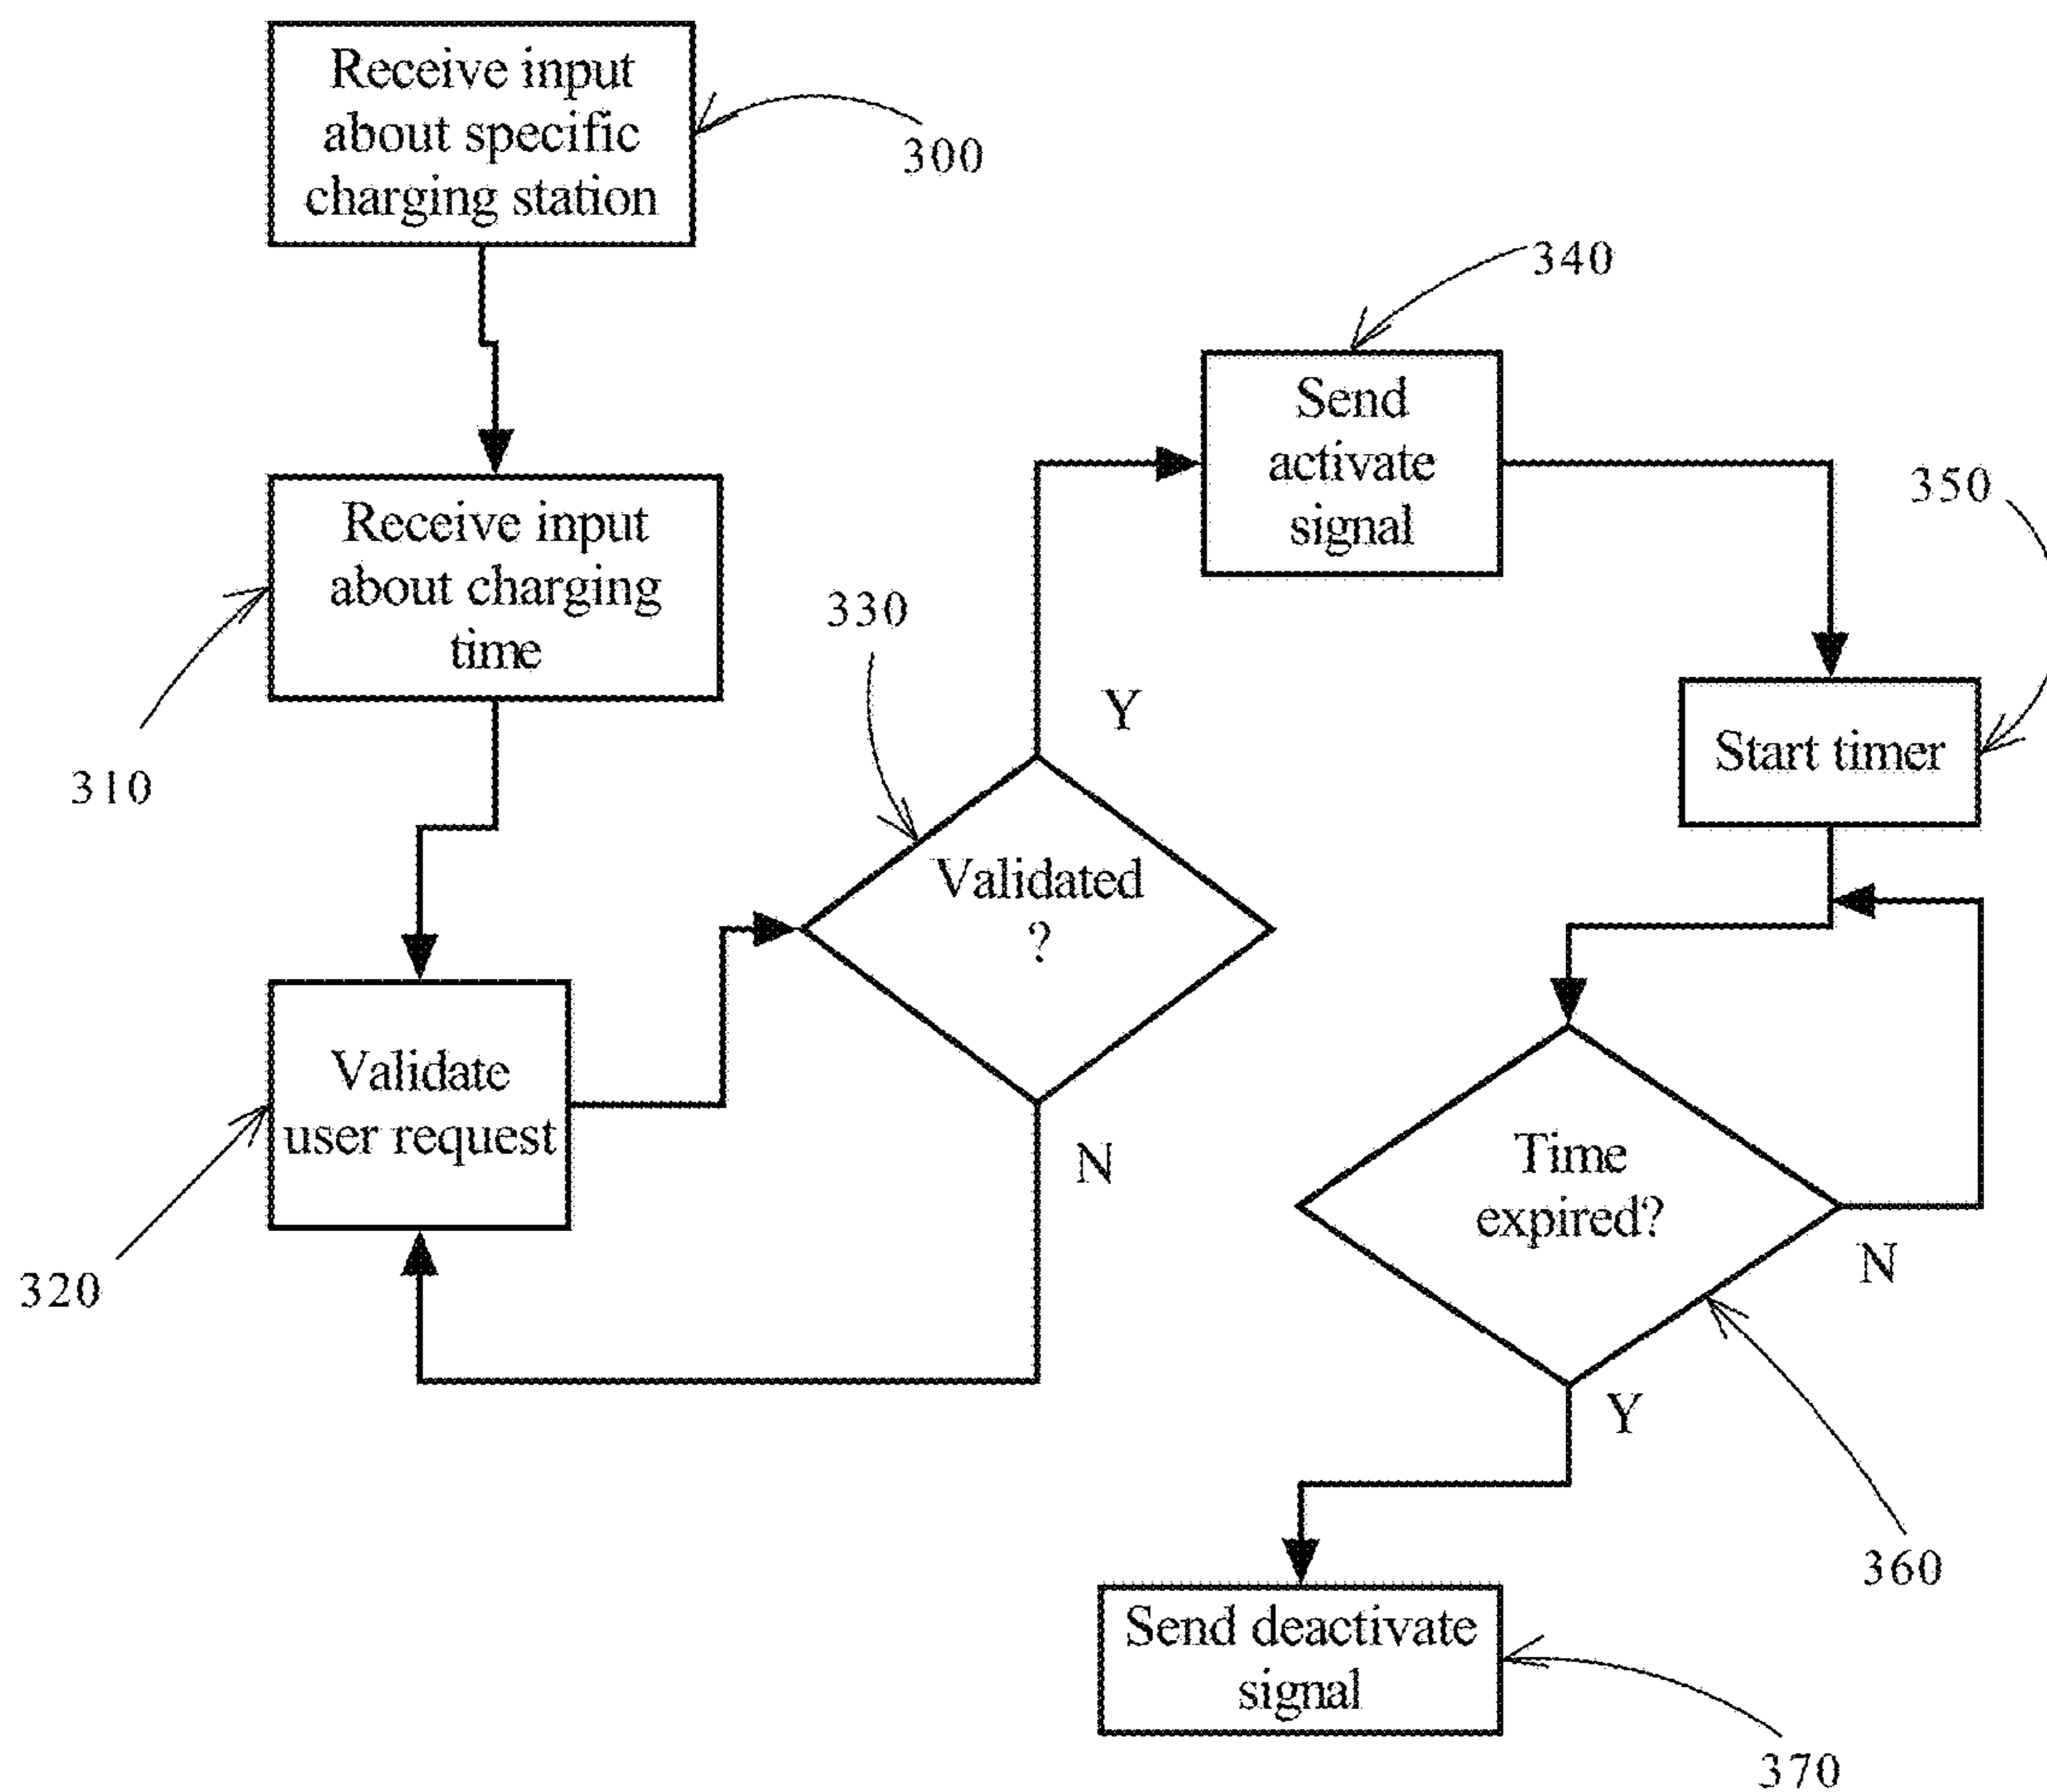 Receive input
about specific
charging station
300
Receive input
about charging
time
310
Validate
user request
320
330
Validated
?
Y
N
340
Send
activate
signal
350
Start timer
Time
expired?
N
Y
360
Send deactivate
signal
370